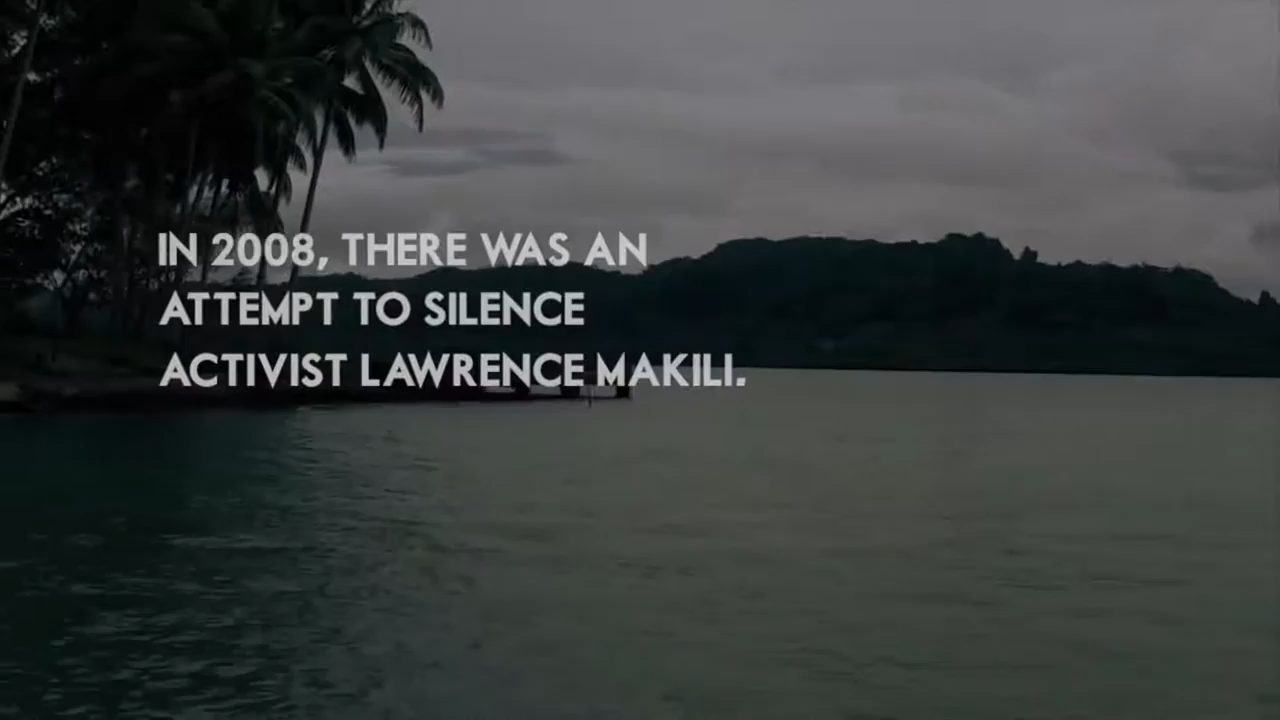 IN 2008, THERE WAS AN
ATTEMPT TO SILENCE
ACTIVIST LAWRENCE MAKILI.